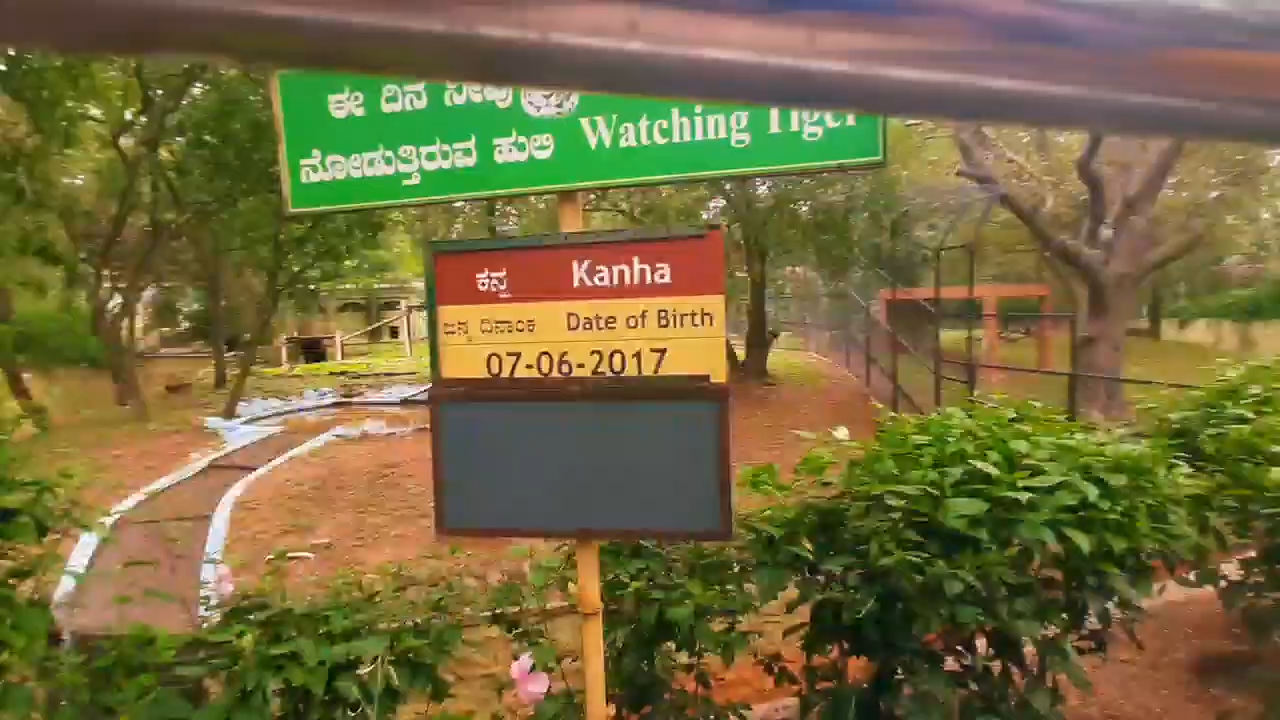 ಈ ದಿನ ನೀವು
ನೋಡುತ್ತಿರುವ ಹುಲಿ Watching Tiger
ಕನ್ಹ Kanha
ಜನ್ಮ ದಿನಾಂಕ Date of Birth
07-06-2017